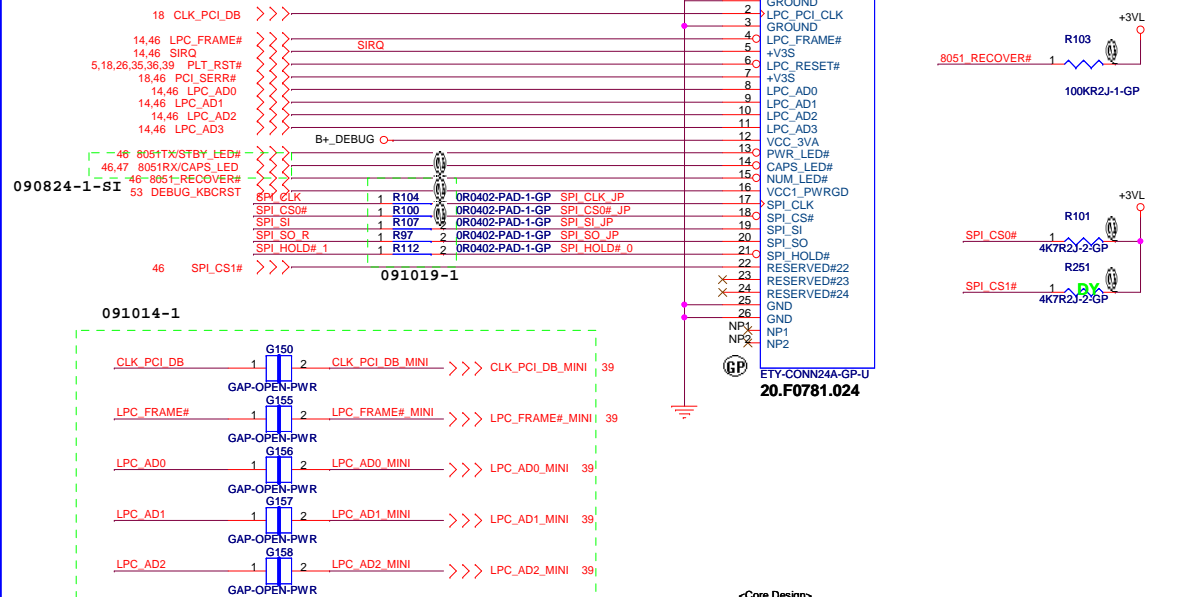 GROUND
18 CLK_PCI_DB
2 LPC_PCI_CLK
3 GROUND
14,46 LPC_FRAME#
SIRQ
4 LPC_FRAME#
14,46 SIRQ
5 +V3S
5,18,26,35,36,39 PLT_RST#
6 LPC_RESET#
18,46 PCI_SERR#
7 +V3S
14,46 LPC_AD0
8 LPC_AD0
14,46 LPC_AD1
9 LPC_AD1
14,46 LPC_AD2
10 LPC_AD2
14,46 LPC_AD3
11 LPC_AD3
B+_DEBUG
12 VCC_3VA
46 8051TX/STBY_LED#
13 PWR_LED#
46,47 8051RX/CAPS_LED
14 CAPS_LED#
46 8051_RECOVER#
15 NUM_LED#
090824-1-SI
53 DEBUG_KBCRST
16 VCC1_PWRGD
SPI_CLK 1 R104 0R0402-PAD-1-GP SPI_CLK_JP
17 SPI_CLK
SPI_CS0# 1 R100 0R0402-PAD-1-GP SPI_CS0#_JP
18 SPI_CS#
SPI_SI 1 R107 0R0402-PAD-1-GP SPI_SI_JP
19 SPI_SI
SPI_SO_R 1 R97 2 0R0402-PAD-1-GP SPI_SO_JP
20 SPI_SO
SPI_HOLD#_1 1 R112 2 0R0402-PAD-1-GP SPI_HOLD#_0
21 SPI_HOLD#
46 SPI_CS1#
22 RESERVED#22
091019-1
23 RESERVED#23
24 RESERVED#24
25 GND
26 GND
NP1 NP1
NP2 NP2
GP
ETY-CONN24A-GP-U
20.F0781.024
+3VL
R103
8051_RECOVER# 1
100KR2J-1-GP
+3VL
R101
SPI_CS0# 1
4K7R2J-2-GP
R251
SPI_CS1# 1
DY
4K7R2J-2-GP
091014-1
G150
CLK_PCI_DB 1 2 CLK_PCI_DB_MINI CLK_PCI_DB_MINI 39
GAP-OPEN-PWR
G155
LPC_FRAME# 1 2 LPC_FRAME#_MINI LPC_FRAME#_MINI 39
GAP-OPEN-PWR
G156
LPC_AD0 1 2 LPC_AD0_MINI LPC_AD0_MINI 39
GAP-OPEN-PWR
G157
LPC_AD1 1 2 LPC_AD1_MINI LPC_AD1_MINI 39
GAP-OPEN-PWR
G158
LPC_AD2 1 2 LPC_AD2_MINI LPC_AD2_MINI 39
GAP-OPEN-PWR
<Core Design>